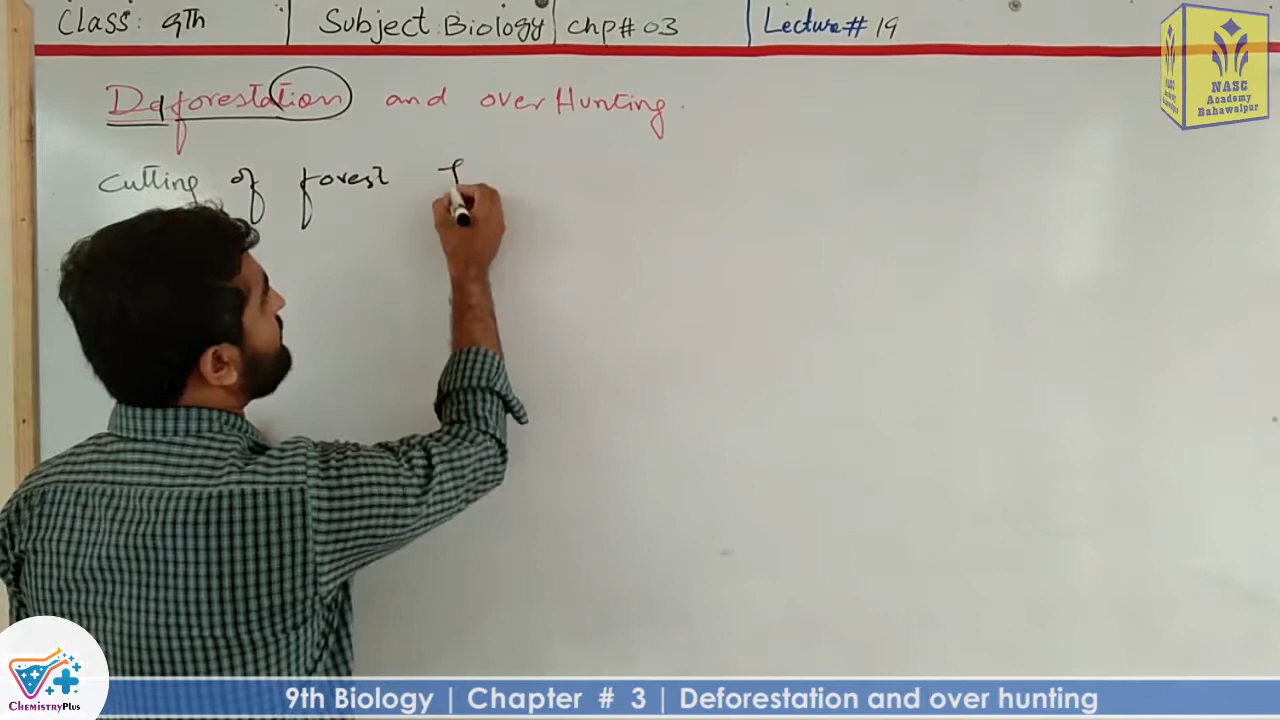 Class: 9Th Subject: Biology Chp# 03 Lecture# 19
NASC
Academy
Bahawalpur
Deforestation and over Hunting.
Cutting of forest
ChemistryPlus
9th Biology | Chapter # 3 | Deforestation and over hunting